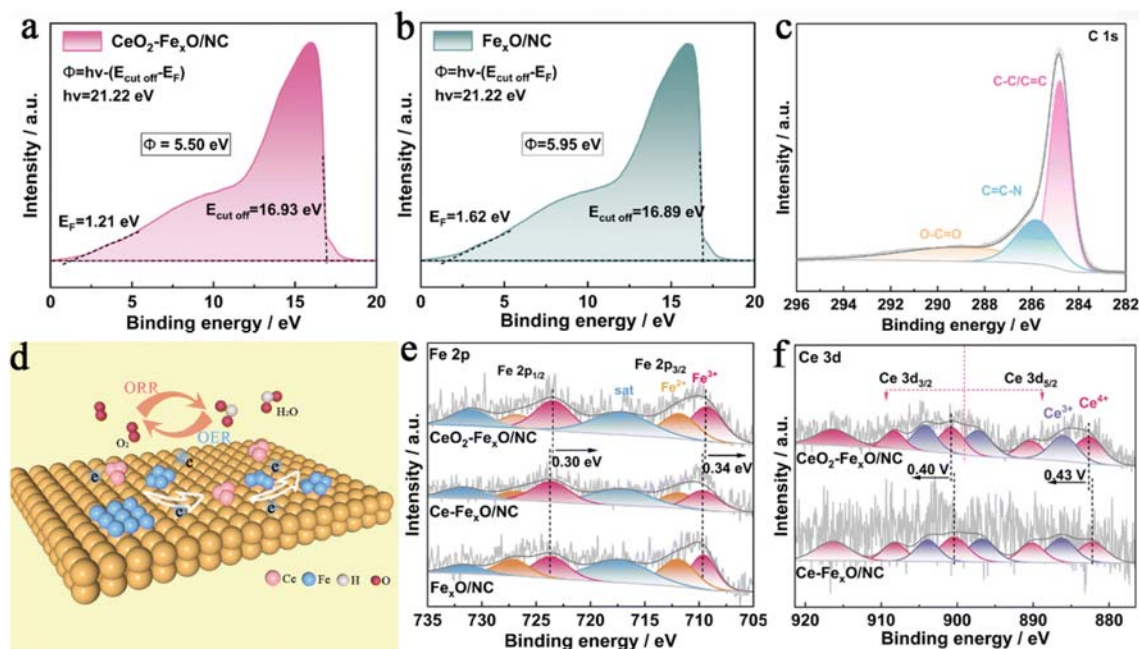 a
CeO₂-FeₓO/NC
Φ=hν-(E_cut off-E_F)
hν=21.22 eV
Φ = 5.50 eV
E_F=1.21 eV
E_cut off=16.93 eV
Intensity / a.u.
0 5 10 15 20
Binding energy / eV
b
FeₓO/NC
Φ=hν-(E_cut off-E_F)
hν=21.22 eV
Φ=5.95 eV
E_F=1.62 eV
E_cut off=16.89 eV
Intensity / a.u.
0 5 10 15 20
Binding energy / eV
c
C 1s
C-C/C=C
C=C-N
O-C=O
Intensity / a.u.
296 294 292 290 288 286 284 282
Binding energy / eV
d
ORR
O₂
OER
H₂O
e
e
e
e
Ce Fe H O
e
Fe 2p
Fe 2p₁/₂
Fe 2p₃/₂
sat
Fe²⁺
Fe³⁺
CeO₂-FeₓO/NC
0.30 eV
0.34 eV
Ce-FeₓO/NC
FeₓO/NC
Intensity / a.u.
735 730 725 720 715 710 705
Binding energy / eV
f
Ce 3d
Ce 3d₃/₂
Ce 3d₅/₂
Ce³⁺
Ce⁴⁺
CeO₂-FeₓO/NC
0.40 V
0.43 V
Ce-FeₓO/NC
Intensity / a.u.
920 910 900 890 880
Binding energy / eV